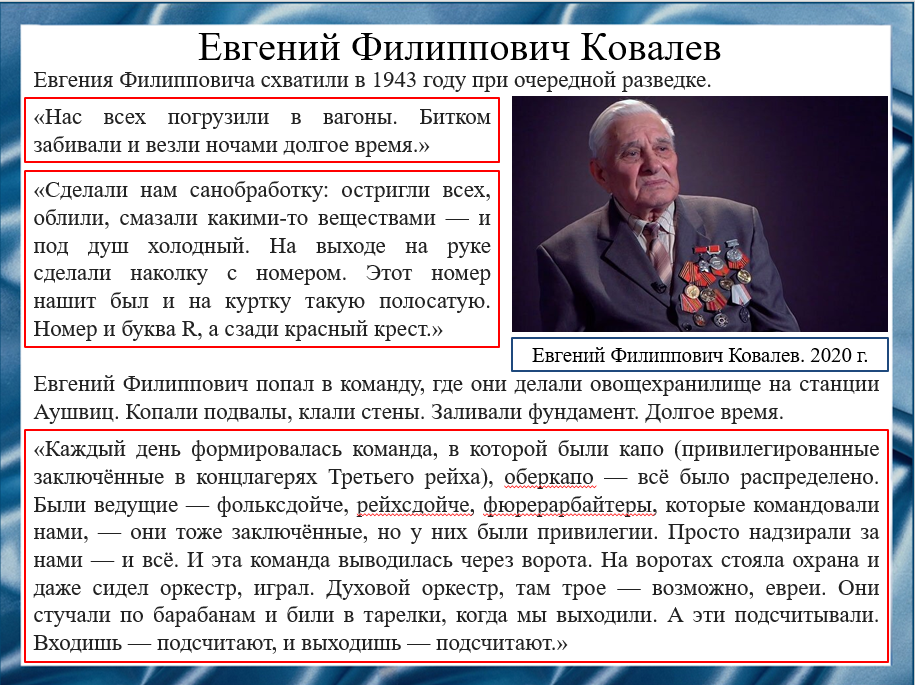 Евгений Филиппович Ковалев
Евгения Филипповича схватили в 1943 году при очередной разведке.
«Нас всех погрузили в вагоны. Битком
забивали и везли ночами долгое время.»
«Сделали нам санобработку: остригли всех,
облили, смазали какими-то веществами — и
под душ холодный. На выходе на руке
сделали наколку с номером. Этот номер
нашит был и на куртку такую полосатую.
Номер и буква R, а сзади красный крест.»
Евгений Филиппович Ковалев. 2020 г.
Евгений Филиппович попал в команду, где они делали овощехранилище на станции
Аушвиц. Копали подвалы, клали стены. Заливали фундамент. Долгое время.
«Каждый день формировалась команда, в которой были капо (привилегированные
заключённые в концлагерях Третьего рейха), оберкапо — всё было распределено.
Были ведущие — фольксдойче, рейхсдойче, фюрерарбайтеры, которые командовали
нами, — они тоже заключённые, но у них были привилегии. Просто надзирали за
нами — и всё. И эта команда выводилась через ворота. На воротах стояла охрана и
даже сидел оркестр, играл. Духовой оркестр, там трое — возможно, евреи. Они
стучали по барабанам и били в тарелки, когда мы выходили. А эти подсчитывали.
Входишь — подсчитают, и выходишь — подсчитают.»